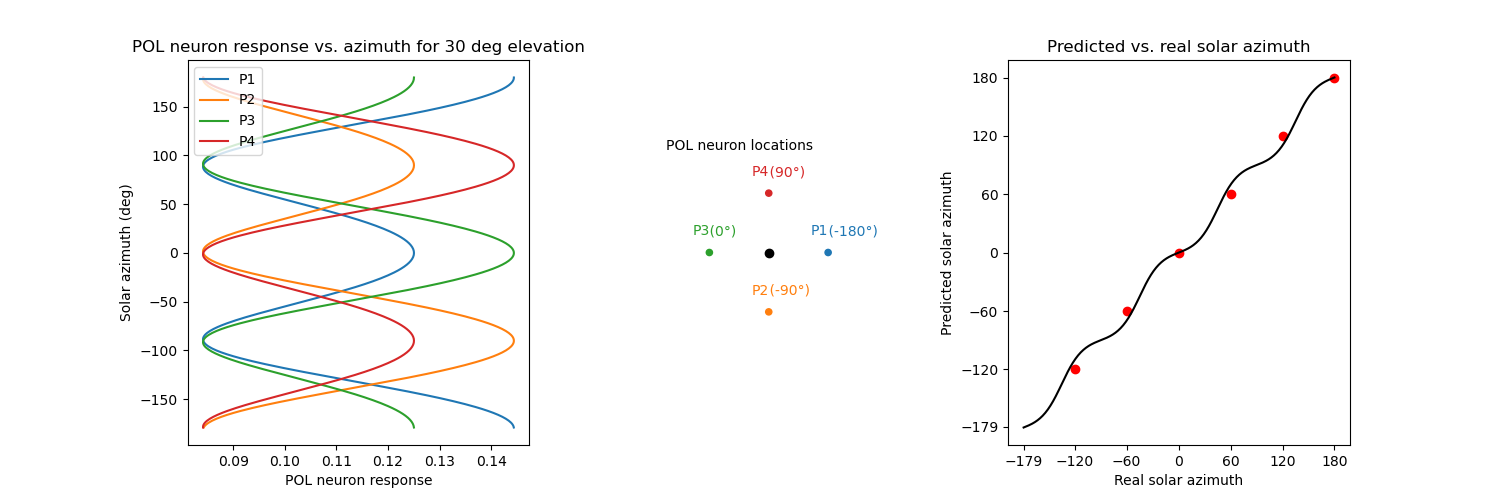 POL neuron response vs. azimuth for 30 deg elevation
P1
P2
P3
P4
150
100
50
0
−50
−100
−150
Solar azimuth (deg)
0.09 0.10 0.11 0.12 0.13 0.14
POL neuron response
POL neuron locations
P4(90°)
P3(0°) P1(-180°)
P2(-90°)
Predicted vs. real solar azimuth
180
120
60
0
−60
−120
−179
Predicted solar azimuth
−179 −120 −60 0 60 120 180
Real solar azimuth